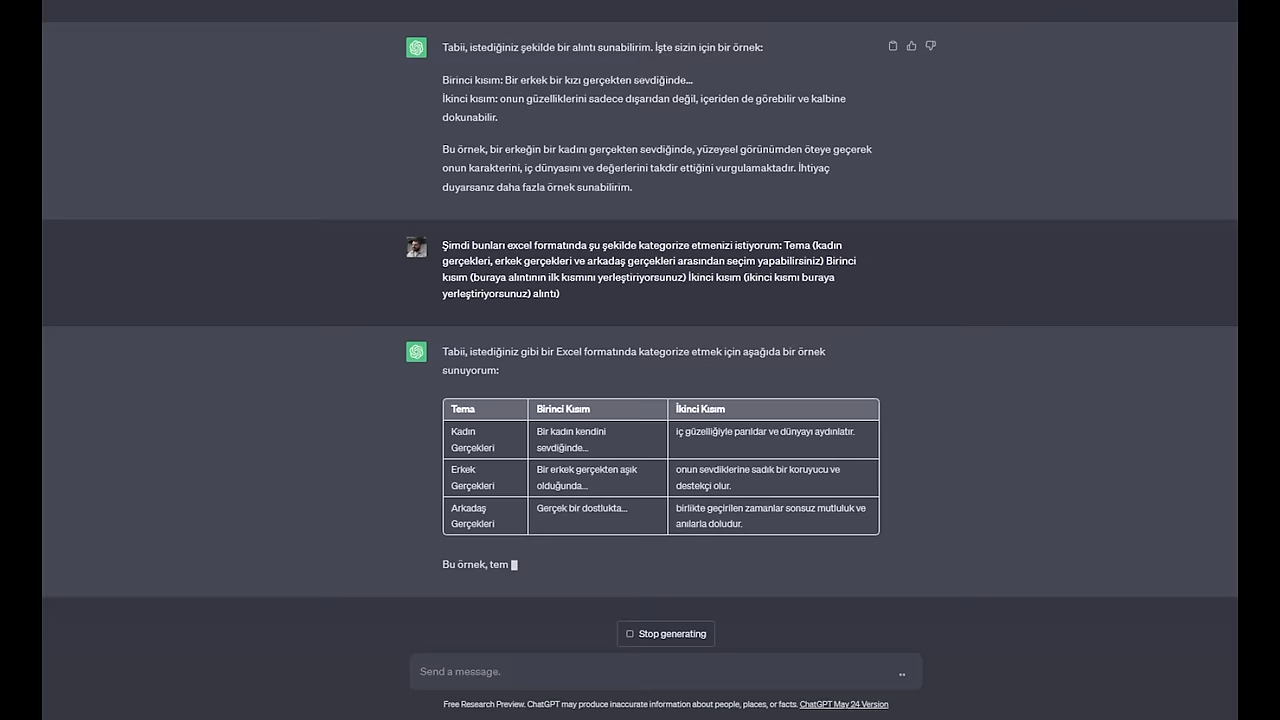 Tabii, istediğiniz şekilde bir alıntı sunabilirim. İşte sizin için bir örnek:
Birinci kısım: Bir erkek bir kızı gerçekten sevdiğinde...
İkinci kısım: onun güzelliklerini sadece dışarıdan değil, içeriden de görebilir ve kalbine
dokunabilir.
Bu örnek, bir erkeğin bir kadını gerçekten sevdiğinde, yüzeysel görünümden öteye geçerek
onun karakterini, iç dünyasını ve değerlerini takdir ettiğini vurgulamaktadır. İhtiyaç
duyarsanız daha fazla örnek sunabilirim.
Şimdi bunları excel formatında şu şekilde kategorize etmenizi istiyorum: Tema (kadın
gerçekleri, erkek gerçekleri ve arkadaş gerçekleri arasından seçim yapabilirsiniz) Birinci
kısım (buraya alıntının ilk kısmını yerleştiriyorsunuz) İkinci kısım (ikinci kısmı buraya
yerleştiriyorsunuz) alıntı)
Tabii, istediğiniz gibi bir Excel formatında kategorize etmek için aşağıda bir örnek
sunuyorum:
Tema Birinci Kısım İkinci Kısım
Kadın Bir kadın kendini iç güzelliğiyle parıldar ve dünyayı aydınlatır.
Gerçekleri sevdiğinde...
Erkek Bir erkek gerçekten aşık onun sevdiklerine sadık bir koruyucu ve
Gerçekleri olduğunda... destekçi olur.
Arkadaş Gerçek bir dostlukta... birlikte geçirilen zamanlar sonsuz mutluluk ve
Gerçekleri anılarla doludur.
Bu örnek, tem
Stop generating
Send a message.
Free Research Preview. ChatGPT may produce inaccurate information about people, places, or facts. ChatGPT May 24 Version